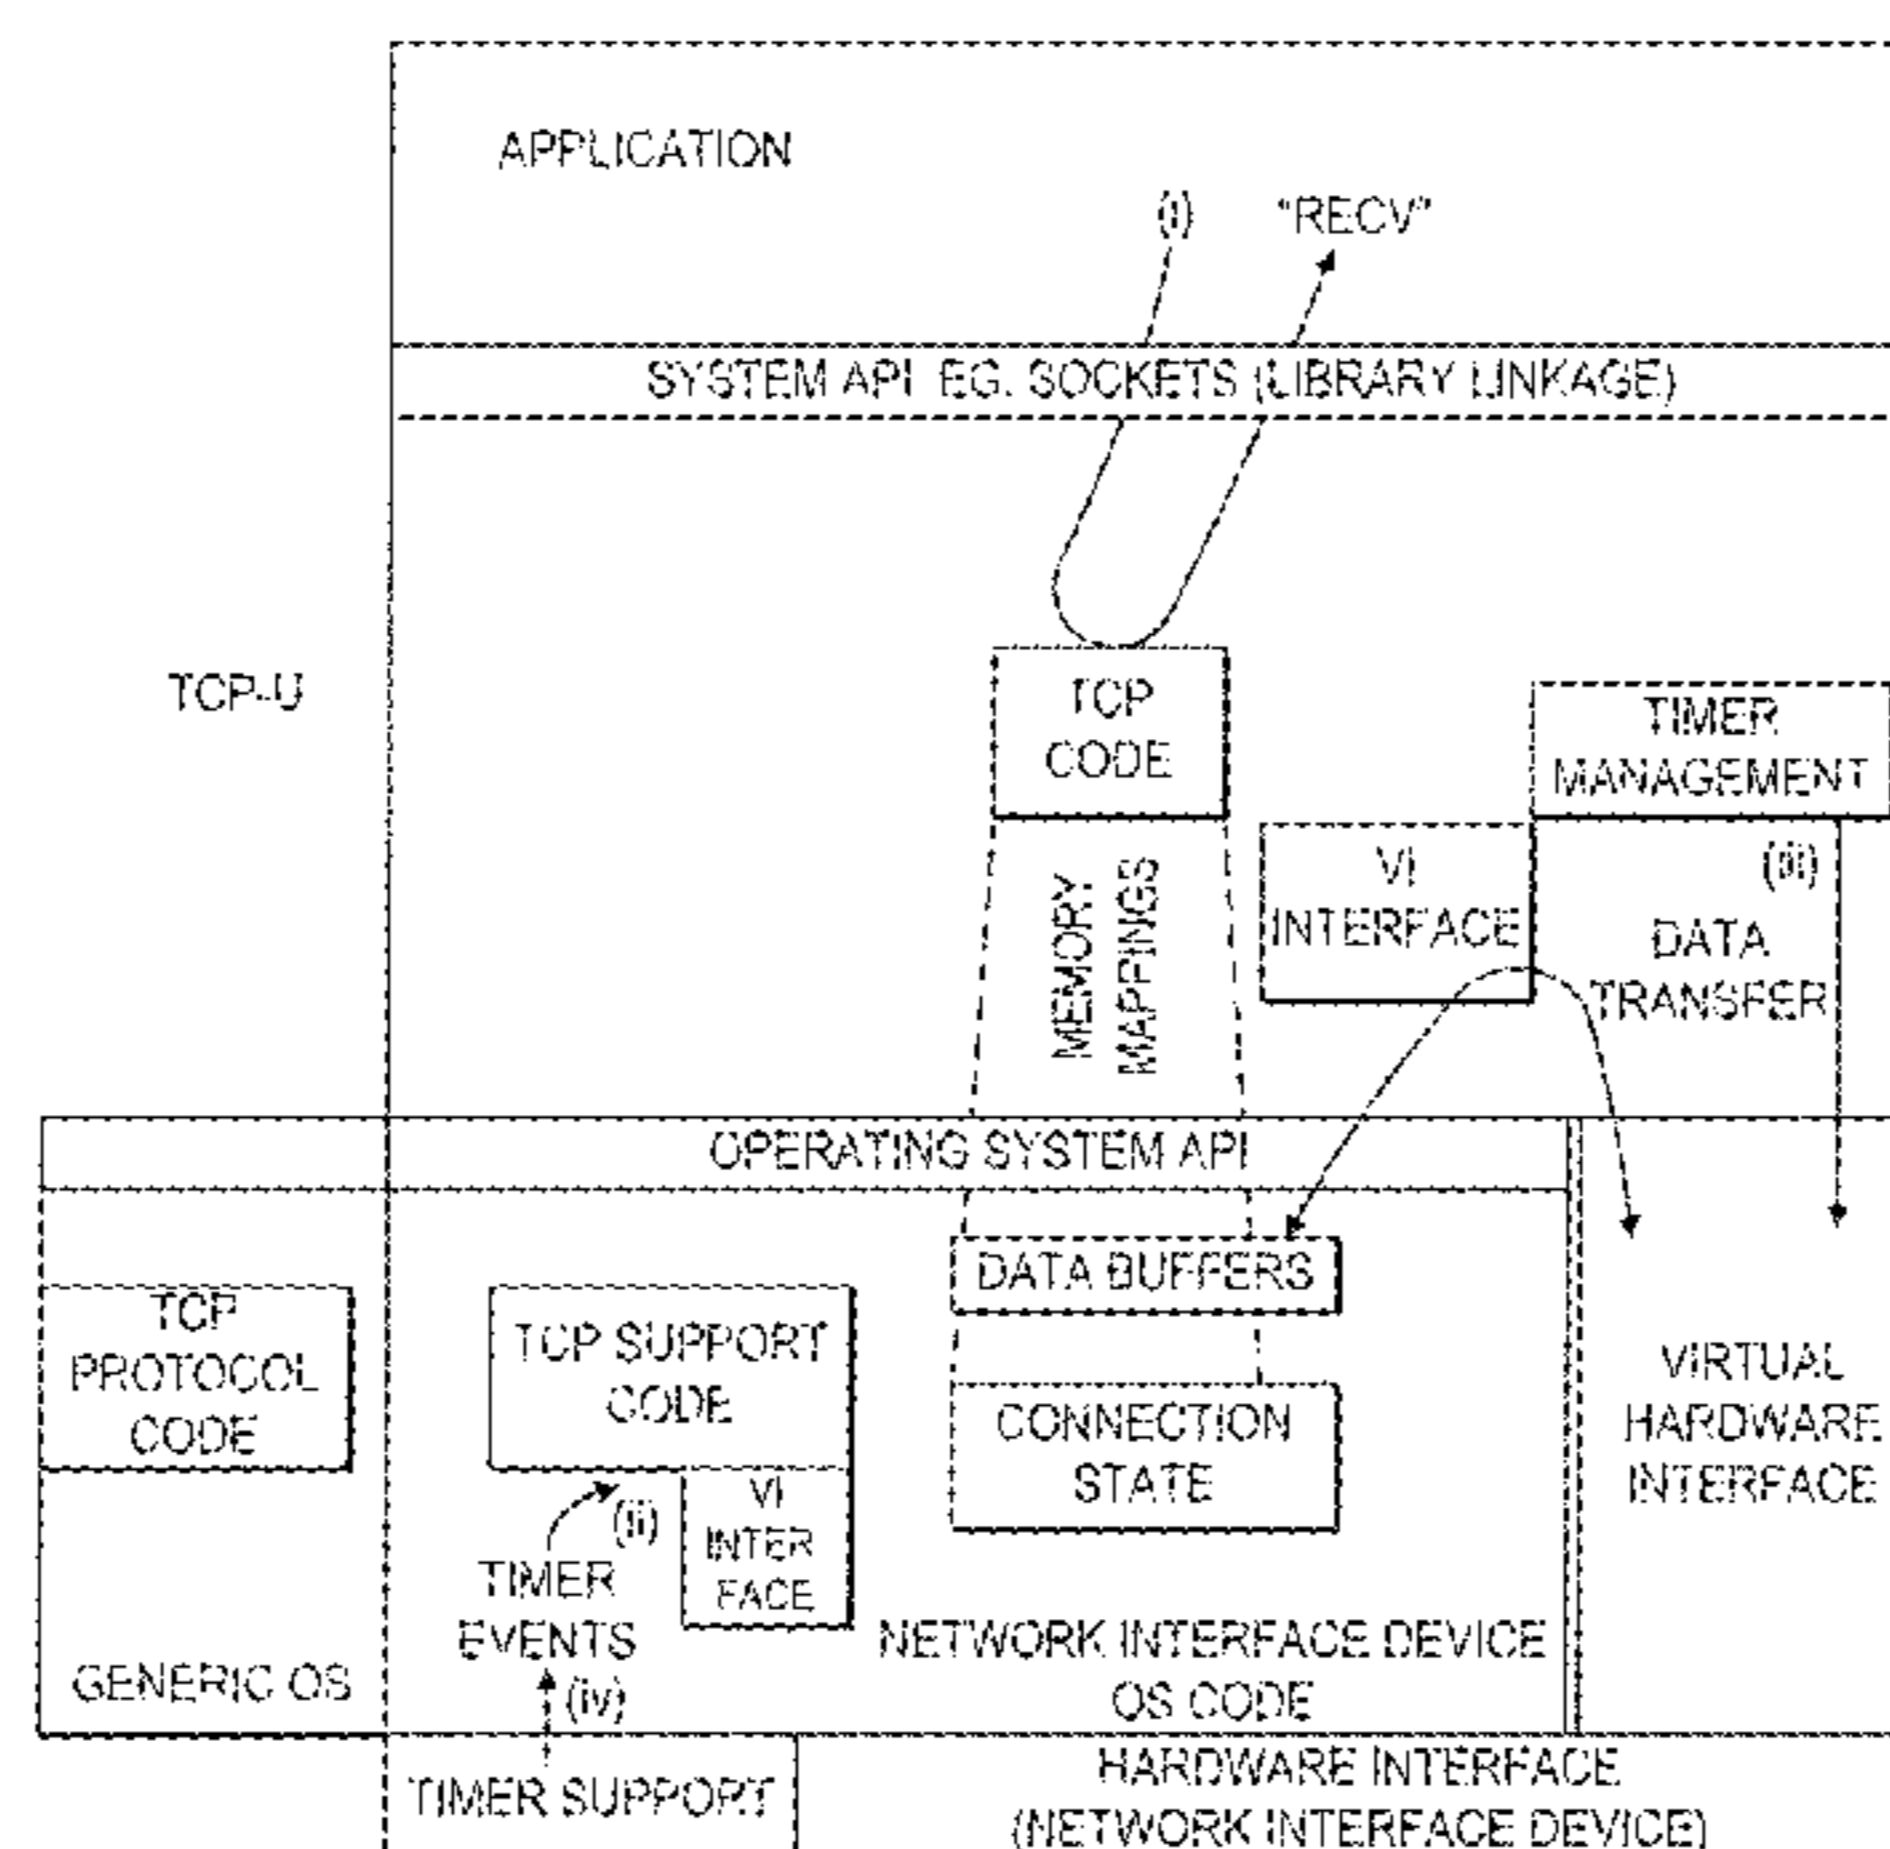 APPLICATION
(i) "RECV"
SYSTEM API EG. SOCKETS (LIBRARY LINKAGE)
TCP-U
TCP
CODE
TIMER
MANAGEMENT
MEMORY
MAPPINGS
VI
INTERFACE
(iii)
DATA
TRANSFER
OPERATING SYSTEM API
DATA BUFFERS
TCP
PROTOCOL
CODE
TCP SUPPORT
CODE
CONNECTION
STATE
VIRTUAL
HARDWARE
INTERFACE
(ii)
VI
INTER
FACE
TIMER
EVENTS
(iv)
GENERIC OS
NETWORK INTERFACE DEVICE
OS CODE
TIMER SUPPORT
HARDWARE INTERFACE
(NETWORK INTERFACE DEVICE)